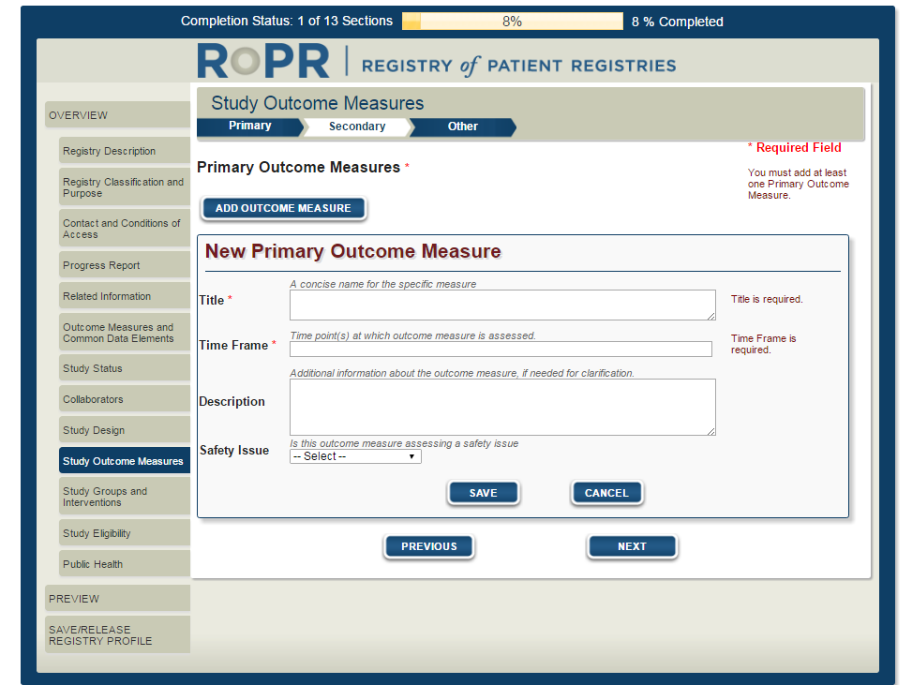 Completion Status: 1 of 13 Sections 8% 8 % Completed
ROPR | REGISTRY of PATIENT REGISTRIES
OVERVIEW
Registry Description
Registry Classification and
Purpose
Contact and Conditions of
Access
Progress Report
Related Information
Outcome Measures and
Common Data Elements
Study Status
Collaborators
Study Design
Study Outcome Measures
Study Groups and
Interventions
Study Eligibility
Public Health
PREVIEW
SAVE/RELEASE
REGISTRY PROFILE
Study Outcome Measures
Primary Secondary Other
* Required Field
Primary Outcome Measures *
You must add at least
one Primary Outcome
Measure.
ADD OUTCOME MEASURE
New Primary Outcome Measure
A concise name for the specific measure
Title * Title is required.
Time point(s) at which outcome measure is assessed.
Time Frame * Time Frame is
required.
Additional information about the outcome measure, if needed for clarification.
Description
Is this outcome measure assessing a safety issue
Safety Issue -- Select --
SAVE CANCEL
PREVIOUS NEXT